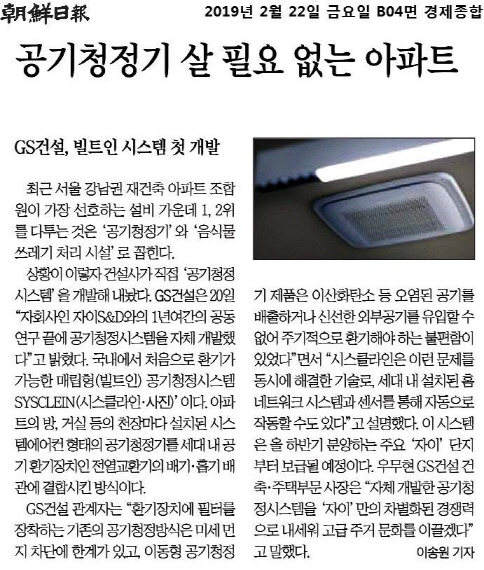 朝鮮日報
2019년 2월 22일 금요일 B04면 경제종합
공기청정기 살 필요 없는 아파트
GS건설, 빌트인 시스템 첫 개발
최근 서울 강남권 재건축 아파트 조합
원이 가장 선호하는 설비 가운데 1, 2위
를 다투는 것은 ‘공기청정기’와 ‘음식물
쓰레기 처리 시설’로 꼽힌다.
상황이 이렇자 건설사가 직접 ‘공기청정
시스템’을 개발해 내놨다. GS건설은 20일
“자회사인 자이S&D와의 1년여간의 공동
연구 끝에 공기청정시스템을 자체 개발했
다”고 밝혔다. 국내에서 처음으로 환기가
가능한 매립형(빌트인) 공기청정시스템
SYSCLEIN(시스클라인·사진)’이다. 아파
트의 방, 거실 등의 천장마다 설치된 시스
템에어컨 형태의 공기청정기를 세대 내 공
기 환기장치인 전열교환기의 배기·흡기 배
관에 결합시킨 방식이다.
GS건설 관계자는 “환기장치에 필터를
장착하는 기존의 공기청정방식은 미세 먼
지 차단에 한계가 있고, 이동형 공기청정
기 제품은 이산화탄소 등 오염된 공기를
배출하거나 신선한 외부공기를 유입할 수
없어 주기적으로 환기해야 하는 불편함이
있었다”면서 “시스클라인은 이런 문제를
동시에 해결한 기술로, 세대 내 설치된 홈
네트워크 시스템과 센서를 통해 자동으로
작동할 수도 있다”고 설명했다. 이 시스템
은 올 하반기 분양하는 주요 ‘자이’ 단지
부터 보급될 예정이다. 우무현 GS건설 건
축·주택부문 사장은 “자체 개발한 공기청
정시스템을 ‘자이’만의 차별화된 경쟁력
으로 내세워 고급 주거 문화를 이끌겠다”
고 말했다.
이송원 기자